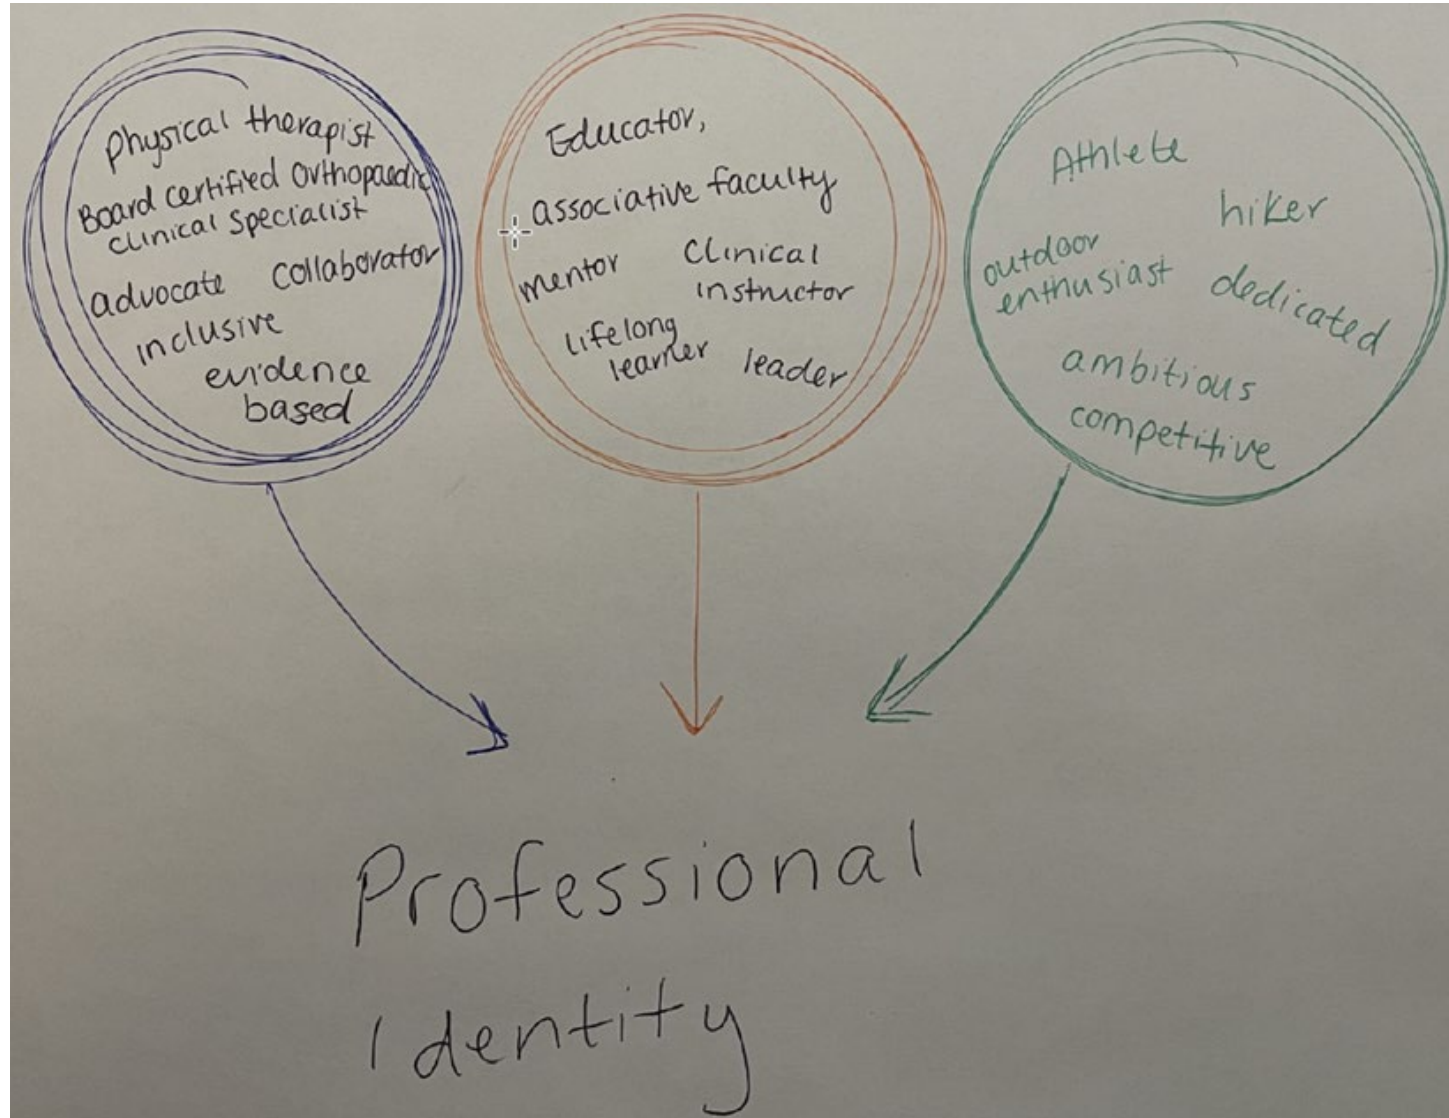 Physical therapist
Board certified Orthopaedic
clinical specialist
advocate collaborator
inclusive
evidence
based
Educator,
associative faculty
mentor Clinical
instructor
lifelong
learner leader
Athlete
hiker
outdoor
enthusiast dedicated
ambitious
competitive
Professional
Identity